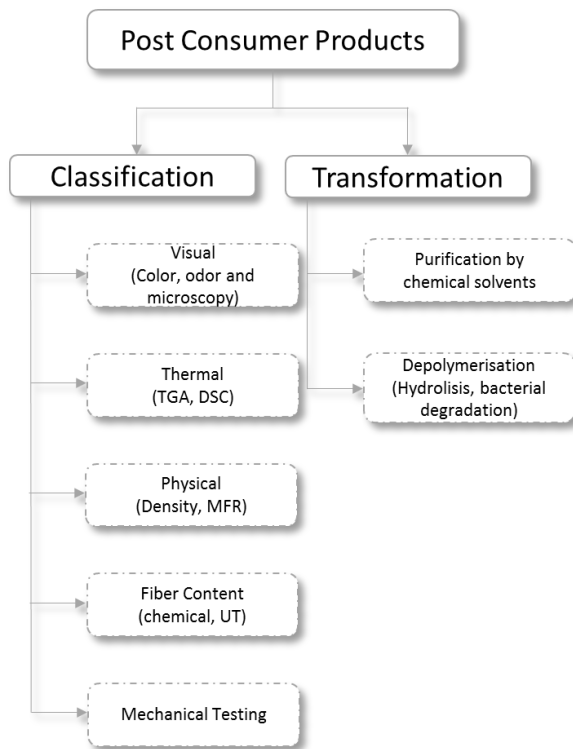 Post Consumer Products
Classification
Transformation
Visual
(Color, odor and
microscopy)
Thermal
(TGA, DSC)
Physical
(Density, MFR)
Fiber Content
(chemical, UT)
Mechanical Testing
Purification by
chemical solvents
Depolymerisation
(Hydrolisis, bacterial
degradation)